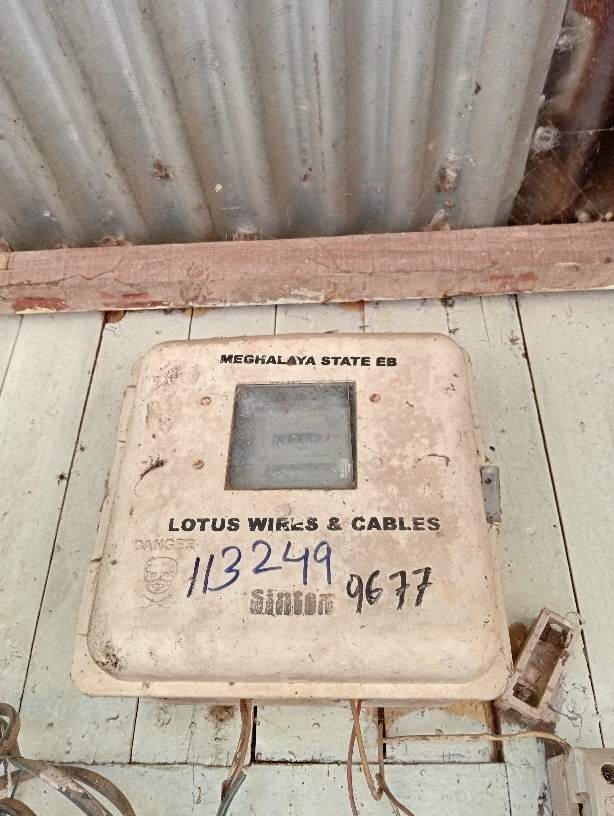 MEGHALAYA STATE EB
LOTUS WIRES & CABLES
DANGER
113249
Sinton
9677